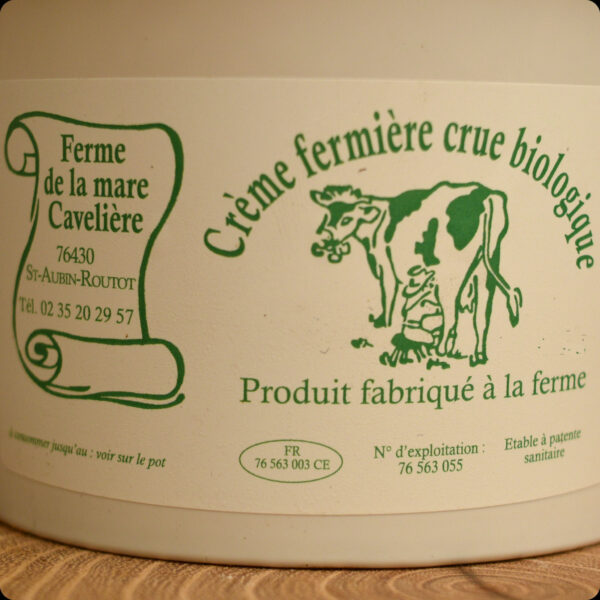 Ferme
de la mare
Cavelière
76430
ST-AUBIN-ROUTOT
Tél. 02 35 20 29 57
Crème fermière crue biologique
Produit fabriqué à la ferme
à consommer jusqu'au : voir sur le pot
FR
76 563 003 CE
N° d'exploitation :
76 563 055
Etable à patente
sanitaire